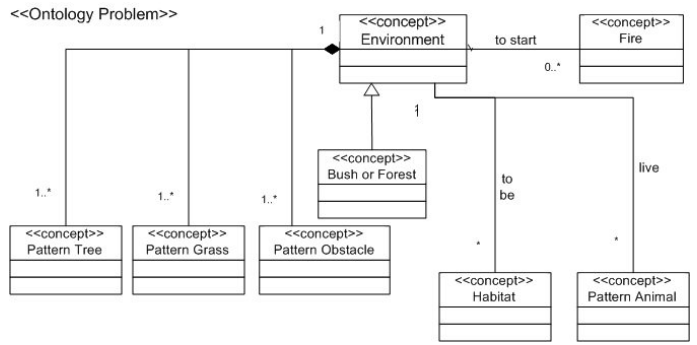 <<Ontology Problem>>
1
<<concept>>
Environment
to start
0..*
<<concept>>
Fire
1
<<concept>>
Bush or Forest
to
be
live
1..*
1..*
1..*
*
*
<<concept>>
Pattern Tree
<<concept>>
Pattern Grass
<<concept>>
Pattern Obstacle
<<concept>>
Habitat
<<concept>>
Pattern Animal